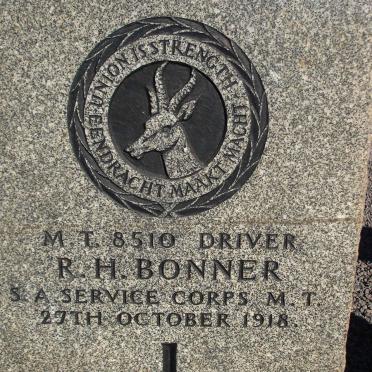 UNION IS STRENGTH
EENDRACHT MAAKT MACHT
M.T. 8510 DRIVER
R.H. BONNER
S.A. SERVICE CORPS M.T.
27TH OCTOBER 1918.